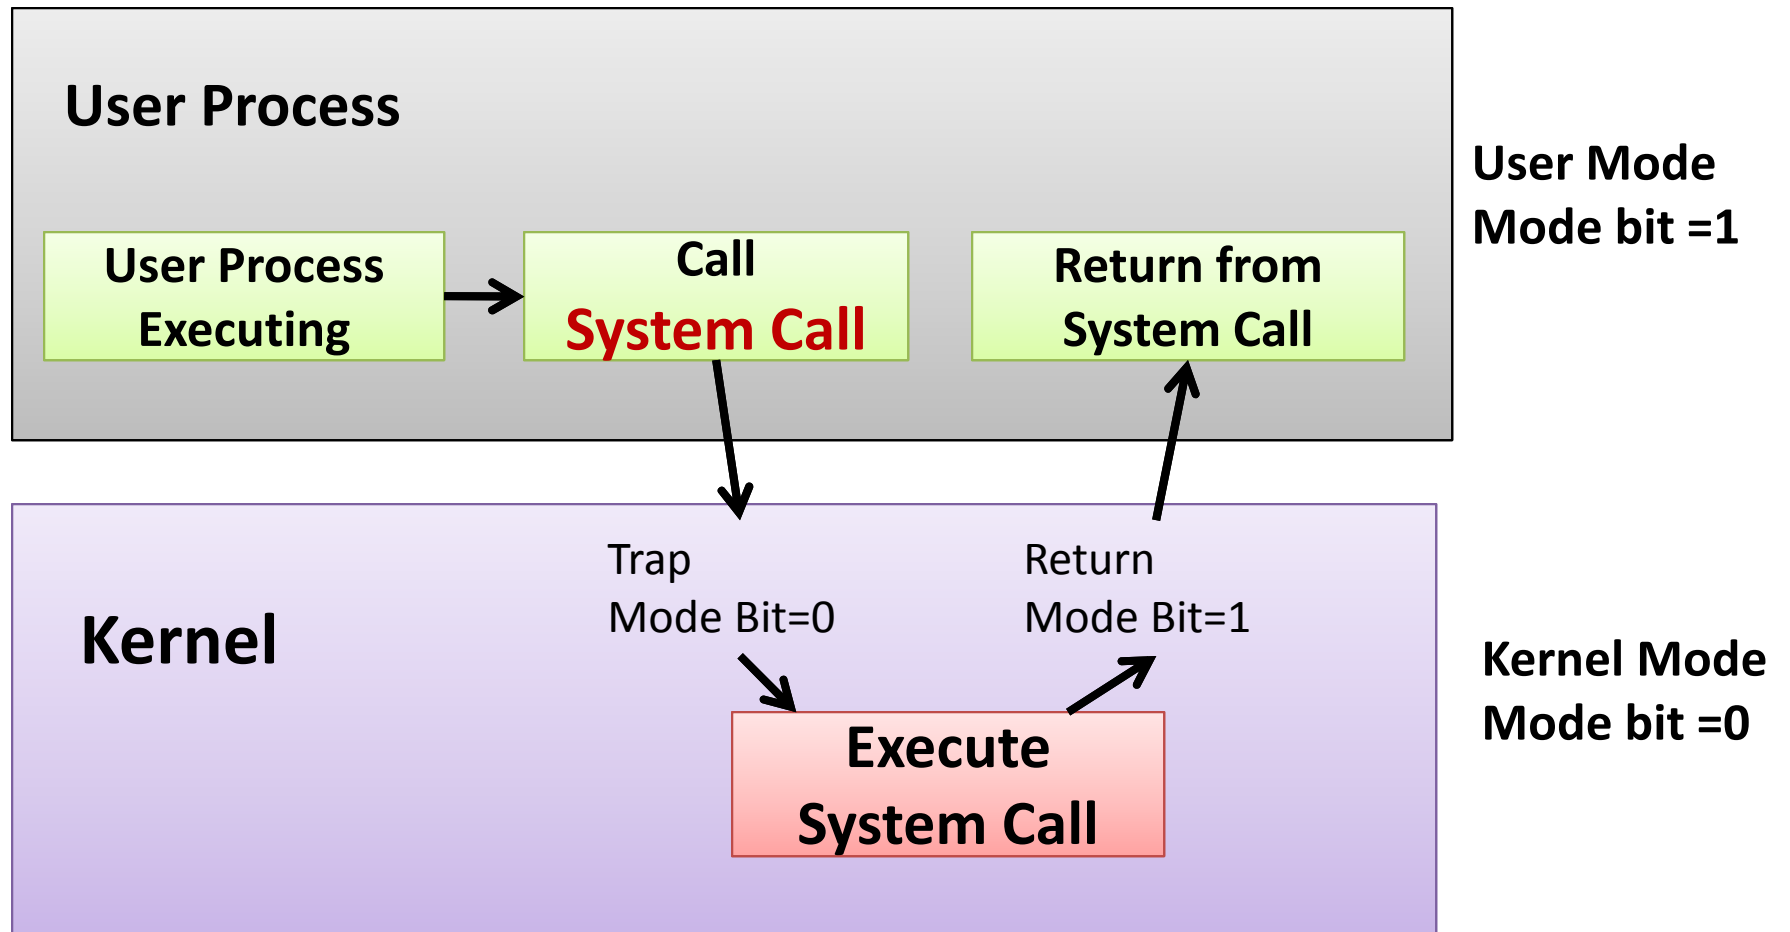 User Process
User Mode
Mode bit =1
User Process
Executing
Call
System Call
Return from
System Call
Trap
Mode Bit=0
Return
Mode Bit=1
Kernel
Kernel Mode
Mode bit =0
Execute
System Call